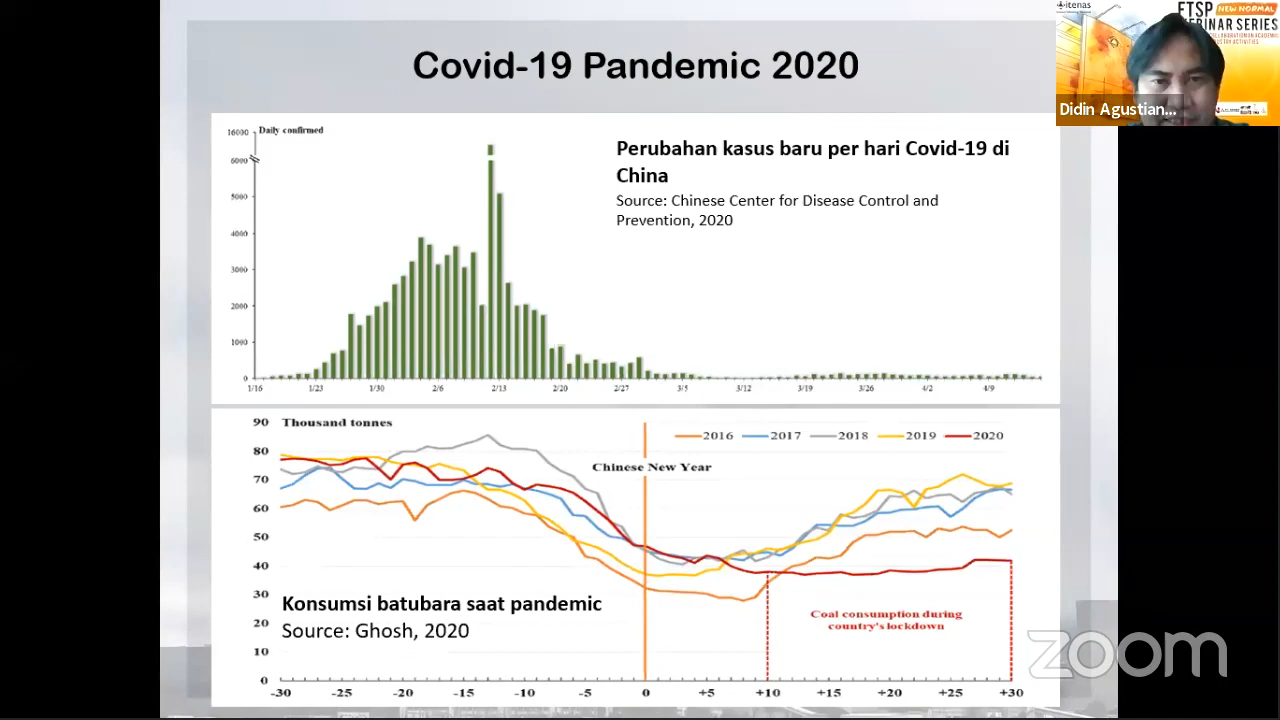 Covid-19 Pandemic 2020
itenas
FTSP
NEW NORMAL
WEBINAR SERIES
Didin Agustian...
Daily confirmed
16000
6000
5000
4000
3000
2000
1000
0
1/16 1/23 1/30 2/6 2/13 2/20 2/27 3/5 3/12 3/19 3/26 4/2 4/9
Perubahan kasus baru per hari Covid-19 di
China
Source: Chinese Center for Disease Control and
Prevention, 2020
90 Thousand tonnes
2016 2017 2018 2019 2020
80
Chinese New Year
70
60
50
40
30
20
10
0
Konsumsi batubara saat pandemic
Source: Ghosh, 2020
Coal consumption during
country's lockdown
-30 -25 -20 -15 -10 -5 0 +5 +10 +15 +20 +25 +30
zoom